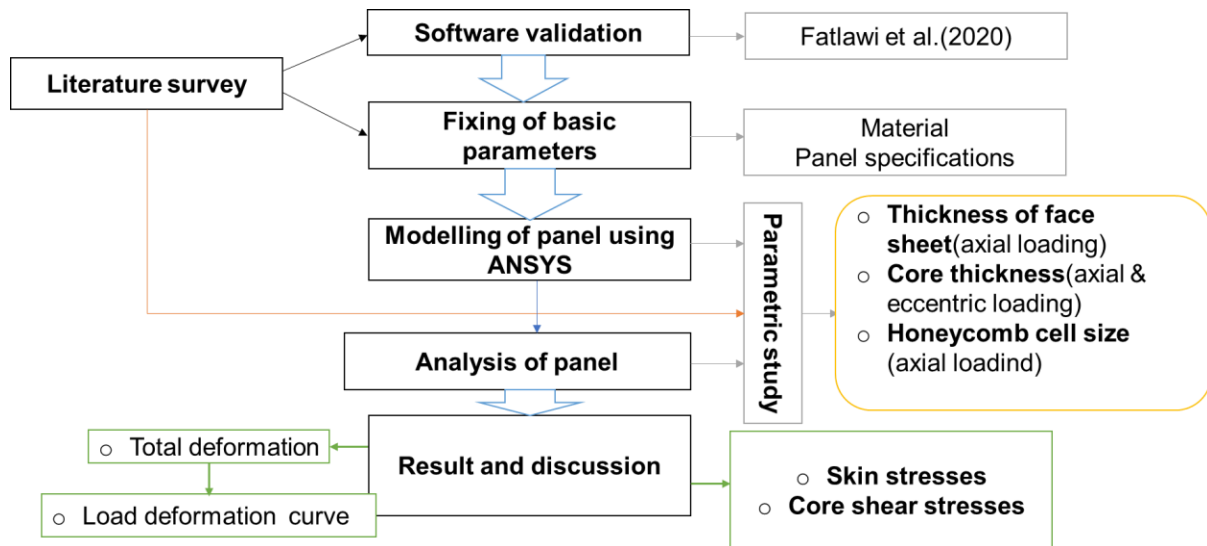 Software validation
Fatlawi et al.(2020)
Literature survey
Fixing of basic
parameters
Material
Panel specifications
Modelling of panel using
ANSYS
Parametric study
o Thickness of face
sheet(axial loading)
o Core thickness(axial &
eccentric loading)
o Honeycomb cell size
(axial loadind)
Analysis of panel
o Total deformation
Result and discussion
o Load deformation curve
o Skin stresses
o Core shear stresses